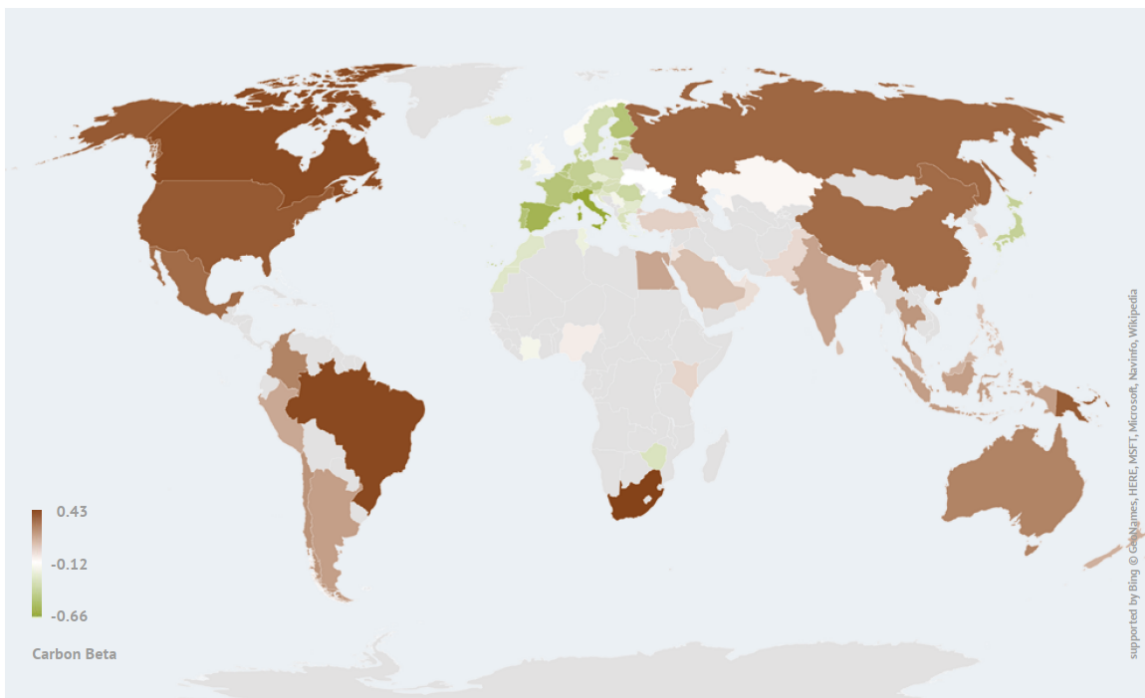 0.43
-0.12
-0.66
Carbon Beta
supported by Bing © GeoNames, HERE, MSFT, Microsoft, Navinfo, Wikipedia